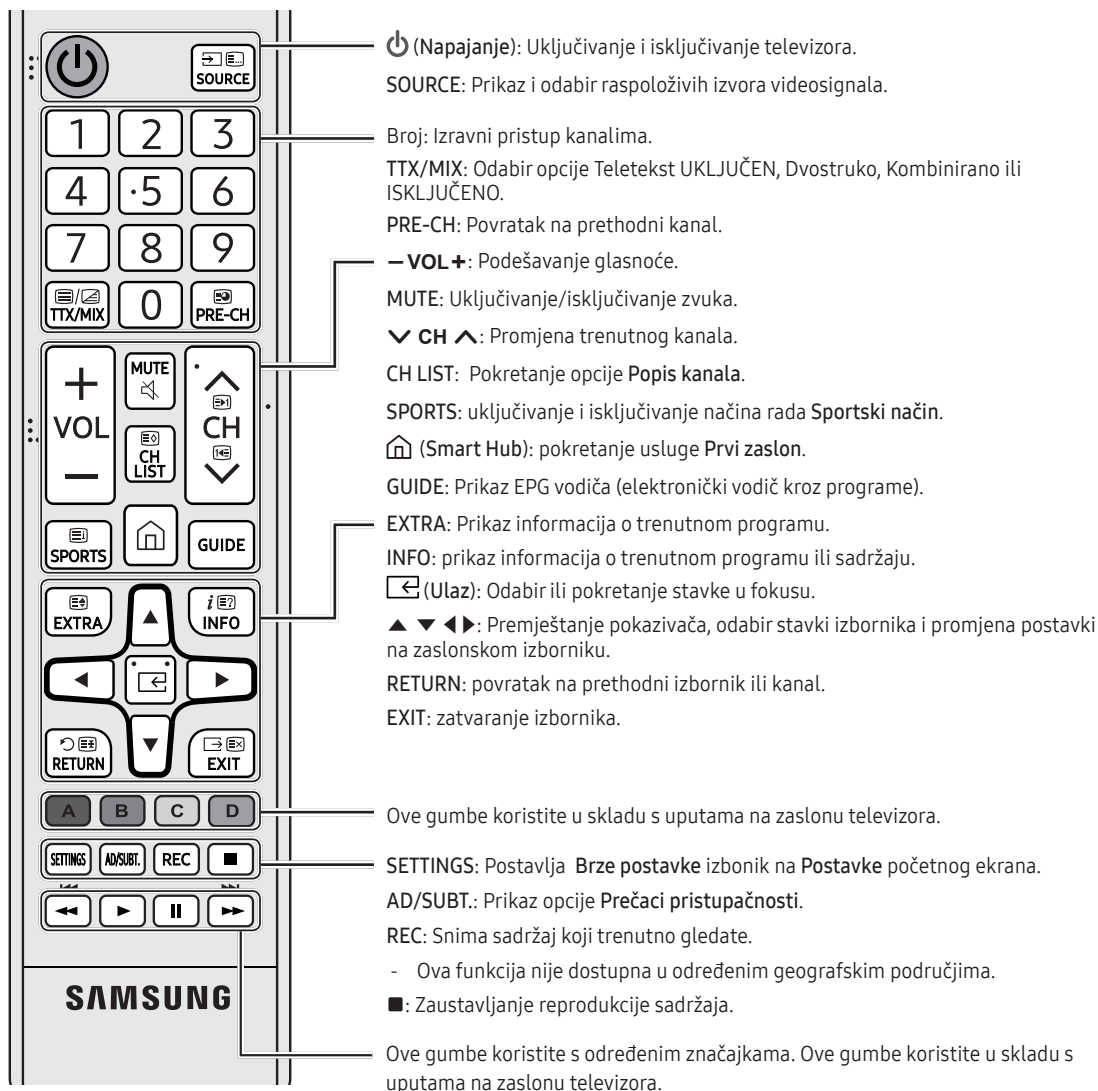 SOURCE
1 2 3
4 ·5 6
7 8 9
TTX/MIX 0 PRE-CH
+ MUTE
VOL CH
CH LIST
−
SPORTS GUIDE
EXTRA i INFO
RETURN EXIT
A B C D
SETTINGS AD/SUBT. REC
SAMSUNG
(Napajanje): Uključivanje i isključivanje televizora.
SOURCE: Prikaz i odabir raspoloživih izvora videosignala.
Broj: Izravni pristup kanalima.
TTX/MIX: Odabir opcije Teletekst UKLJUČEN, Dvostruko, Kombinirano ili
ISKLJUČENO.
PRE-CH: Povratak na prethodni kanal.
− VOL +: Podešavanje glasnoće.
MUTE: Uključivanje/isključivanje zvuka.
CH : Promjena trenutnog kanala.
CH LIST: Pokretanje opcije Popis kanala.
SPORTS: uključivanje i isključivanje načina rada Sportski način.
(Smart Hub): pokretanje usluge Prvi zaslon.
GUIDE: Prikaz EPG vodiča (elektronički vodič kroz programe).
EXTRA: Prikaz informacija o trenutnom programu.
INFO: prikaz informacija o trenutnom programu ili sadržaju.
(Ulaz): Odabir ili pokretanje stavke u fokusu.
▲ ▼ ◀ ▶: Premještanje pokazivača, odabir stavki izbornika i promjena postavki
na zaslonskom izborniku.
RETURN: povratak na prethodni izbornik ili kanal.
EXIT: zatvaranje izbornika.
Ove gumbe koristite u skladu s uputama na zaslonu televizora.
SETTINGS: Postavlja Brze postavke izbonik na Postavke početnog ekrana.
AD/SUBT.: Prikaz opcije Prečaci pristupačnosti.
REC: Snima sadržaj koji trenutno gledate.
- Ova funkcija nije dostupna u određenim geografskim područjima.
■: Zaustavljanje reprodukcije sadržaja.
Ove gumbe koristite s određenim značajkama. Ove gumbe koristite u skladu s
uputama na zaslonu televizora.